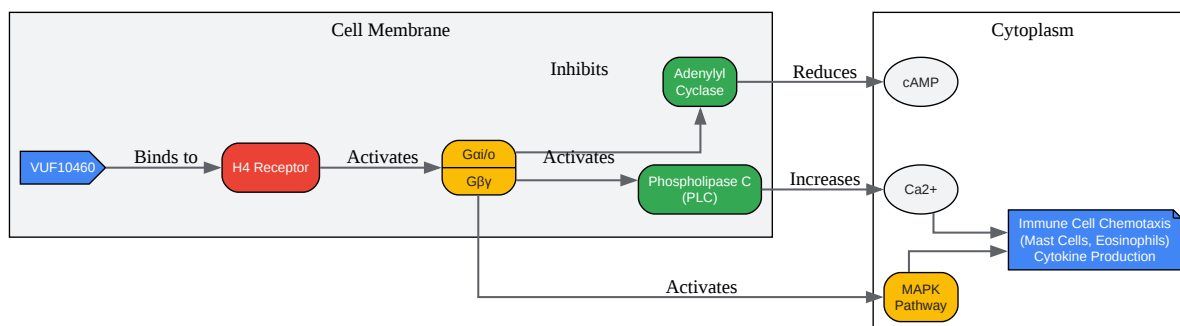 Cell Membrane
Cytoplasm
Inhibits
Adenylyl
Cyclase
Reduces
cAMP
VUF10460
Binds to
H4 Receptor
Activates
Gαi/o
Gβγ
Activates
Phospholipase C
(PLC)
Increases
Ca2+
Immune Cell Chemotaxis
(Mast Cells, Eosinophils)
Cytokine Production
Activates
MAPK
Pathway